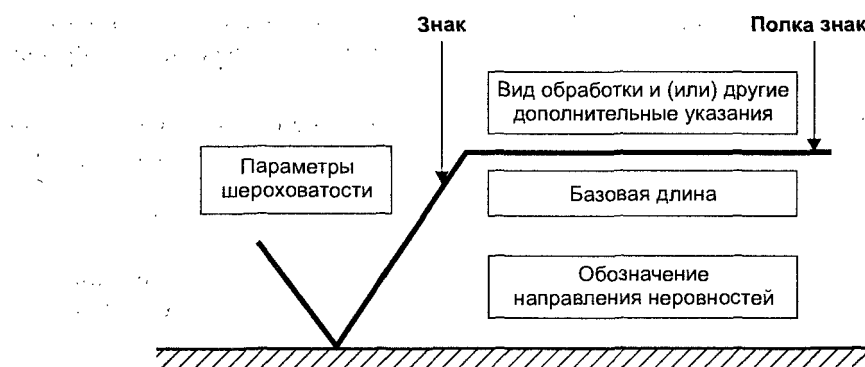 Знак
Полка знак
Вид обработки и (или) другие
дополнительные указания
Параметры
шероховатости
Базовая длина
Обозначение
направления неровностей